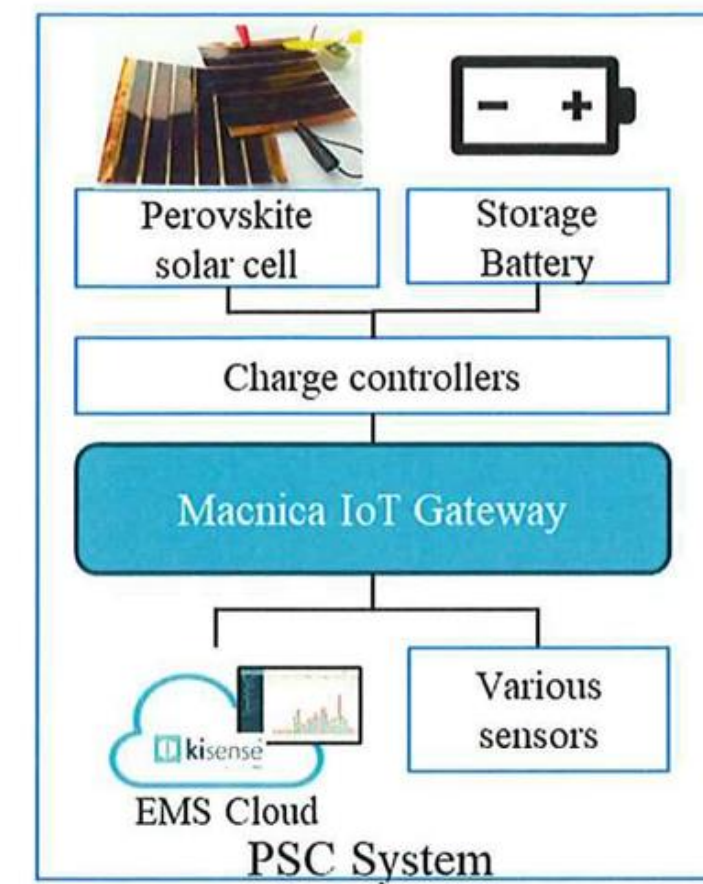 Perovskite
solar cell
Storage
Battery
Charge controllers
Macnica IoT Gateway
kisense
EMS Cloud
Various
sensors
PSC System